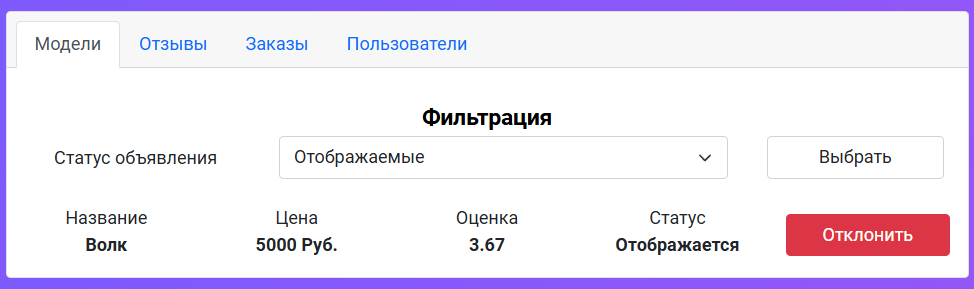 Модели Отзывы Заказы Пользователи
Фильтрация
Статус объявления Отображаемые Выбрать
Название Цена Оценка Статус
Волк 5000 Руб. 3.67 Отображается Отклонить